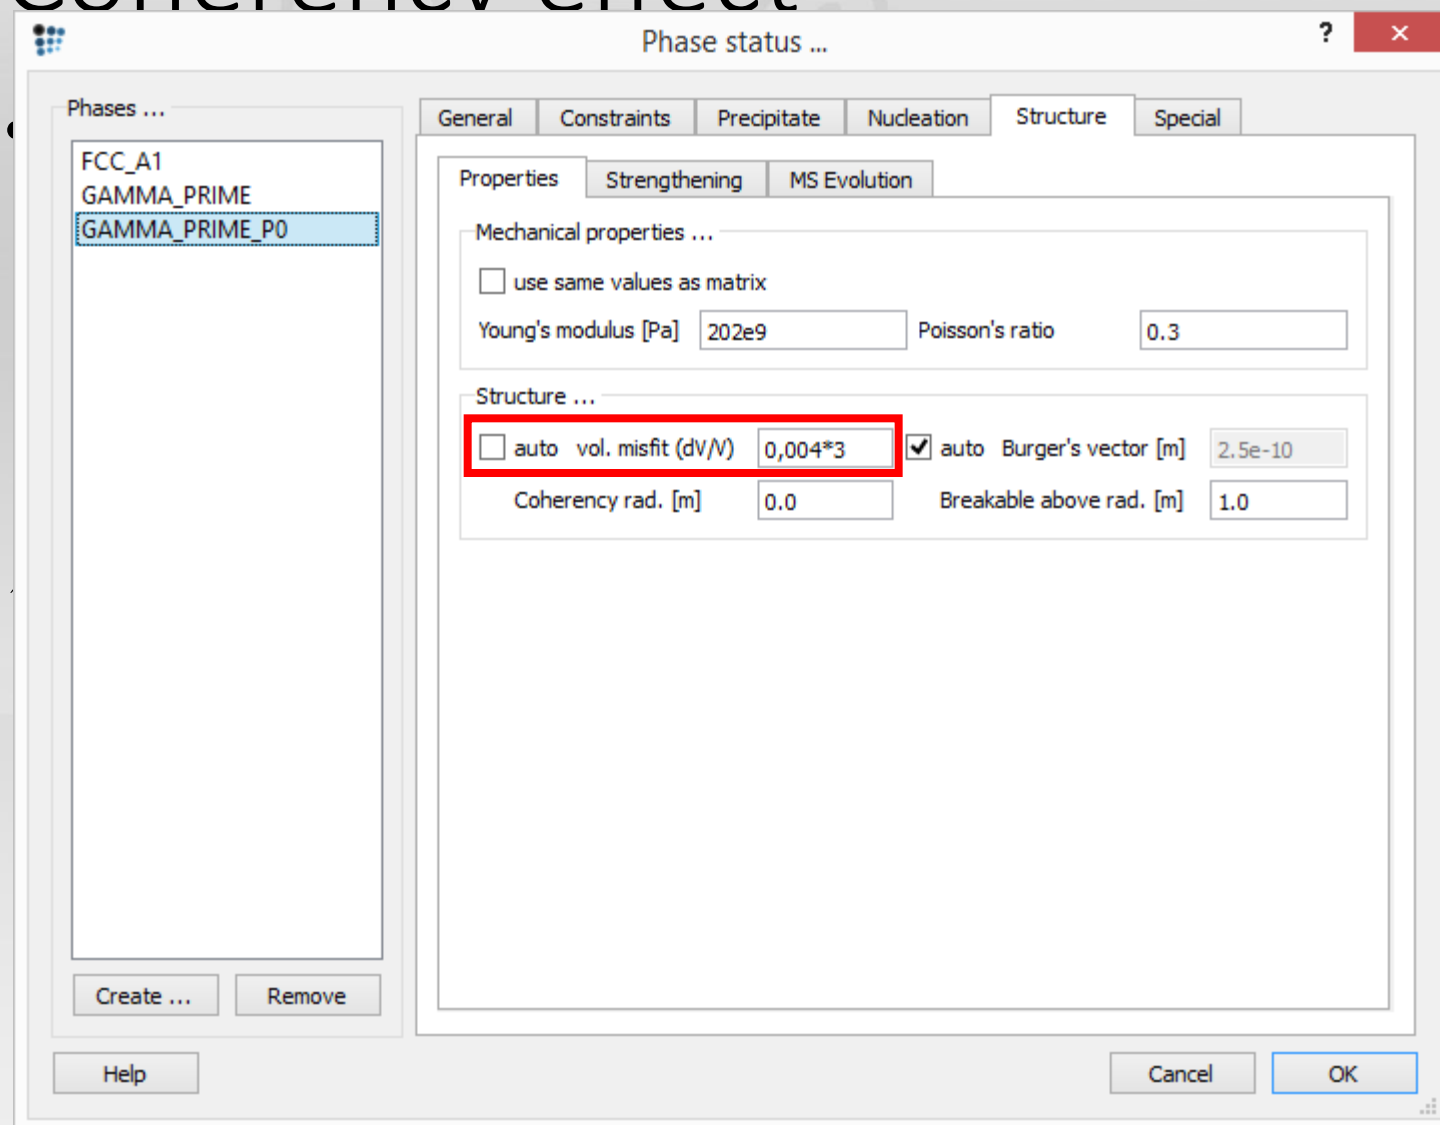 Coherency effect
Phase status ...
?
Phases ...
FCC_A1
GAMMA_PRIME
GAMMA_PRIME_P0
General Constraints Precipitate Nucleation Structure Special
Properties Strengthening MS Evolution
Mechanical properties ...
use same values as matrix
Young's modulus [Pa] 202e9 Poisson's ratio 0.3
Structure ...
auto vol. misfit (dV/V) 0,004*3 auto Burger's vector [m] 2.5e-10
Coherency rad. [m] 0.0 Breakable above rad. [m] 1.0
Create ... Remove
Help Cancel OK